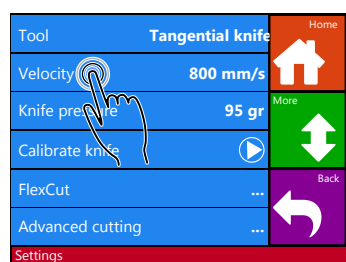 Tool Tangential knife
Velocity 800 mm/s
Knife pressure 95 gr
Calibrate knife
FlexCut ...
Advanced cutting ...
Settings
Home
More
Back